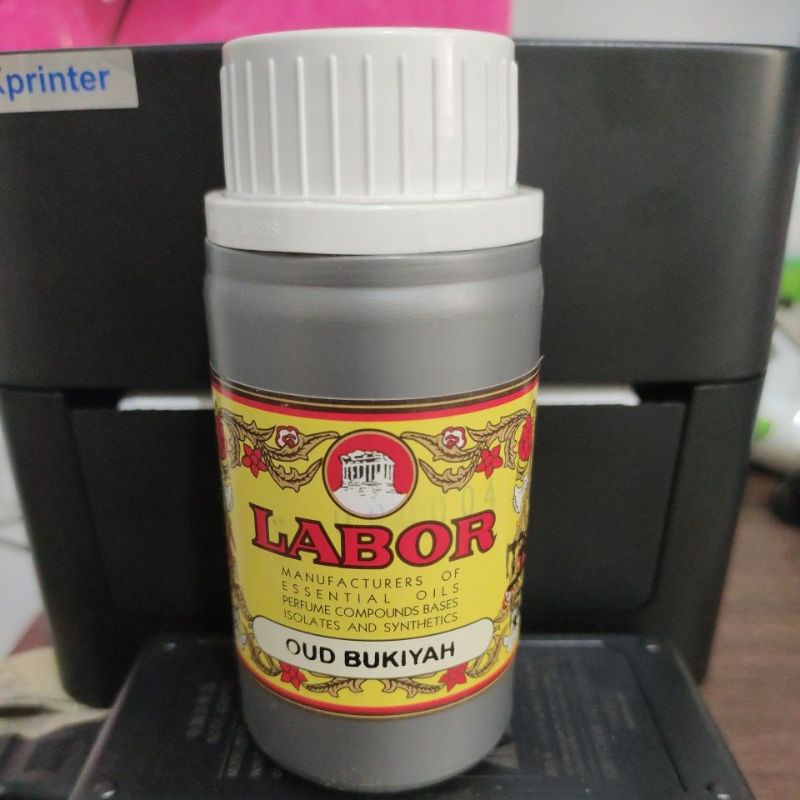 Xprinter
LABOR
MANUFACTURERS OF
ESSENTIAL OILS
PERFUME COMPOUNDS BASES
ISOLATES AND SYNTHETICS
OUD BUKIYAH